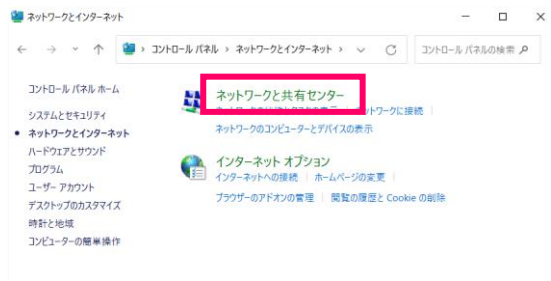 ネットワークとインターネット
コントロール パネル › ネットワークとインターネット ›
コントロール パネルの検索
コントロール パネル ホーム
システムとセキュリティ
ネットワークとインターネット
ハードウェアとサウンド
プログラム
ユーザー アカウント
デスクトップのカスタマイズ
時計と地域
コンピューターの簡単操作
ネットワークと共有センター
ネットワークに接続
ネットワークのコンピューターとデバイスの表示
インターネット オプション
インターネットへの接続 | ホームページの変更
ブラウザーのアドオンの管理 | 閲覧の履歴と Cookie の削除